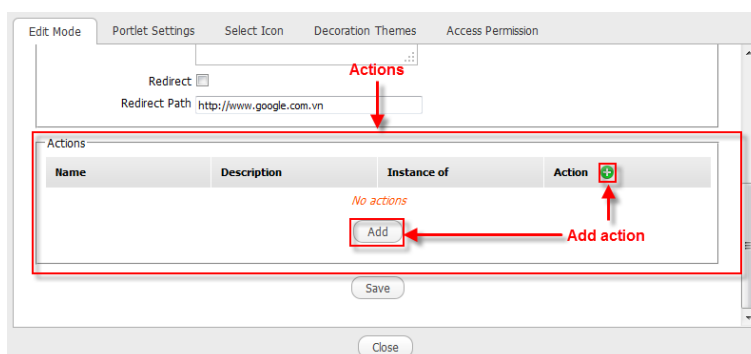 Edit Mode Portlet Settings Select Icon Decoration Themes Access Permission
Actions
Redirect
Redirect Path http://www.google.com.vn
Actions
Name Description Instance of Action
No actions
Add
Add action
Save
Close